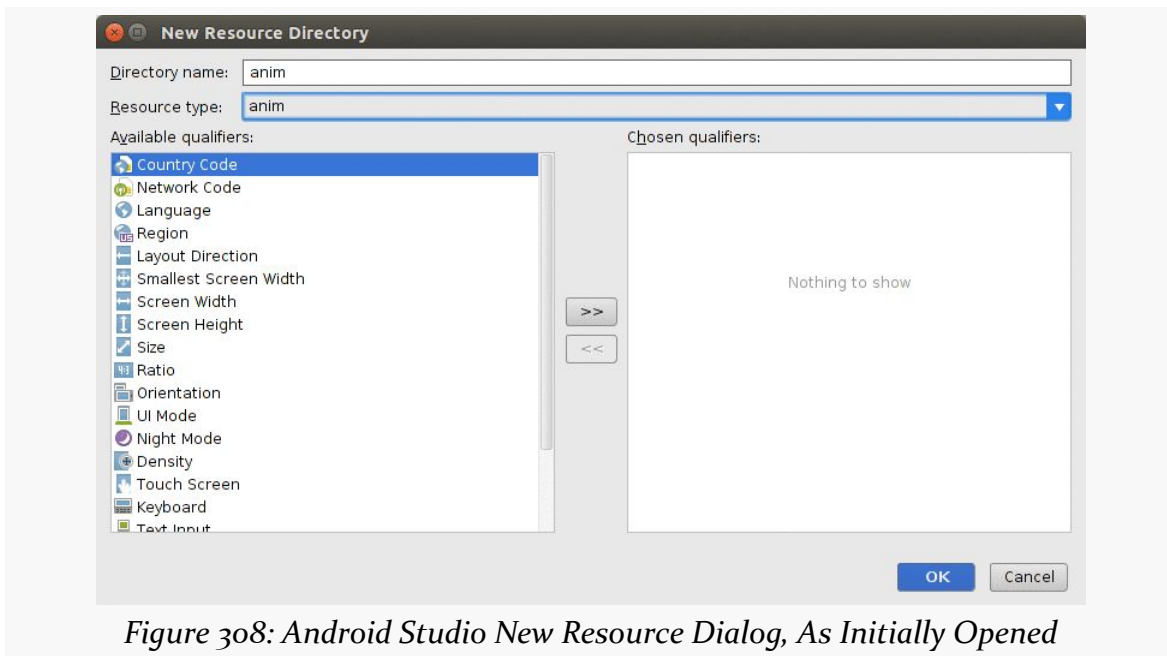 New Resource Directory
Directory name: anim
Resource type: anim
Available qualifiers:
Chosen qualifiers:
Country Code
Network Code
Language
Region
Layout Direction
Smallest Screen Width
Screen Width
Screen Height
Size
Ratio
Orientation
UI Mode
Night Mode
Density
Touch Screen
Keyboard
Text Input
>>
<<
Nothing to show
OK
Cancel
Figure 308: Android Studio New Resource Dialog, As Initially Opened